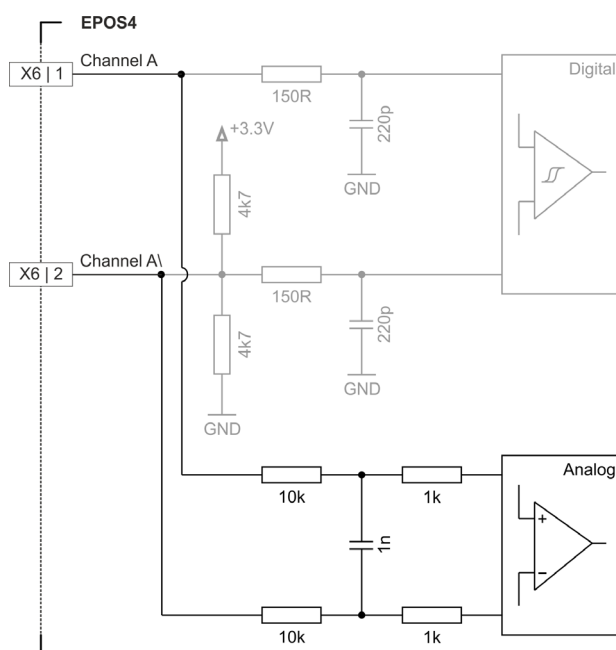 EPOS4
Channel A
X6 | 1
Digital
150R
220p
+3.3V
GND
4k7
Channel A\
X6 | 2
150R
220p
4k7
GND
GND
Analog
10k
1k
+
1n
−
10k
1k